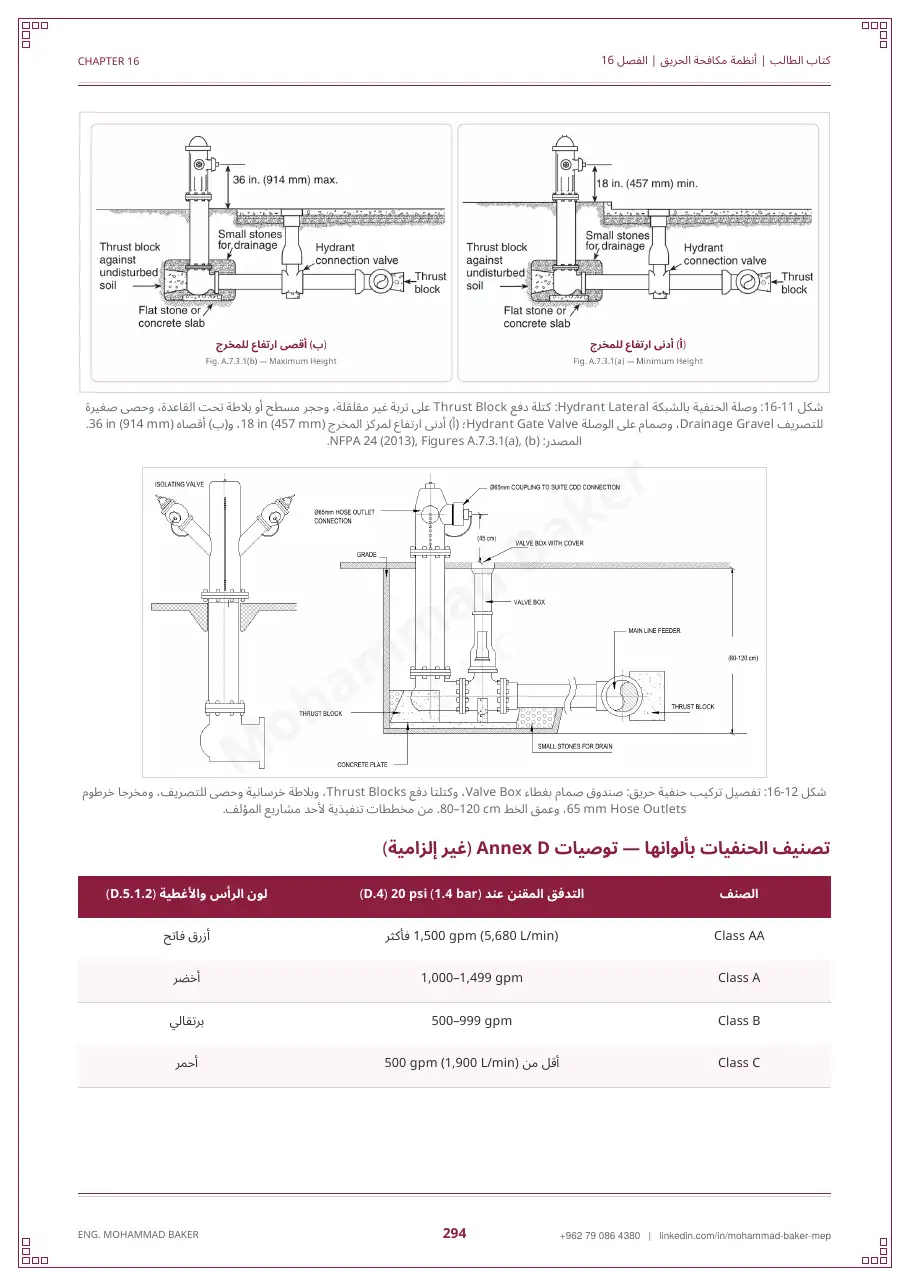 CHAPTER 16
كتاب الطالب | أنظمة مكافحة الحريق | الفصل 16
36 in. (914 mm) max.
Small stones
for drainage
Thrust block
against
undisturbed
soil
Hydrant
connection valve
Thrust
block
Flat stone or
concrete slab
(ب) أقصى ارتفاع للمخرج
Fig. A.7.3.1(b) — Maximum Height
18 in. (457 mm) min.
Small stones
for drainage
Thrust block
against
undisturbed
soil
Hydrant
connection valve
Thrust
block
Flat stone or
concrete slab
(أ) أدنى ارتفاع للمخرج
Fig. A.7.3.1(a) — Minimum Height
شكل 11-16: وصلة الحنفية بالشبكة Hydrant Lateral: كتلة دفع Thrust Block على تربة غير مقلقلة، وحجر مسطح أو بلاطة تحت القاعدة، وحصى صغيرة
للتصريف Drainage Gravel، وصمام على الوصلة Hydrant Gate Valve؛ (أ) أدنى ارتفاع لمركز المخرج 18 in (457 mm)، و(ب) أقصاه 36 in (914 mm).
المصدر: NFPA 24 (2013), Figures A.7.3.1(a), (b).
ISOLATING VALVE
Ø65mm COUPLING TO SUITE CDD CONNECTION
Ø65mm HOSE OUTLET
CONNECTION
(45 cm)
VALVE BOX WITH COVER
GRADE
VALVE BOX
MAIN LINE FEEDER
(80-120 cm)
THRUST BLOCK
THRUST BLOCK
SMALL STONES FOR DRAIN
CONCRETE PLATE
Mohammad Baker
شكل 12-16: تفصيل تركيب حنفية حريق: صندوق صمام بغطاء Valve Box، وكتلتا دفع Thrust Blocks، وبلاطة خرسانية وحصى للتصريف، ومخرجا خرطوم
65 mm Hose Outlets، وعمق الخط 80–120 cm. من مخططات تنفيذية لأحد مشاريع المؤلف.
تصنيف الحنفيات بألوانها — توصيات Annex D (غير إلزامية)
الصنف | التدفق المقنن عند 20 psi (1.4 bar) (D.4) | لون الرأس والأغطية (D.5.1.2)
Class AA | 1,500 gpm (5,680 L/min) فأكثر | أزرق فاتح
Class A | 1,000–1,499 gpm | أخضر
Class B | 500–999 gpm | برتقالي
Class C | أقل من 500 gpm (1,900 L/min) | أحمر
ENG. MOHAMMAD BAKER
294
+962 79 086 4380 | linkedin.com/in/mohammad-baker-mep